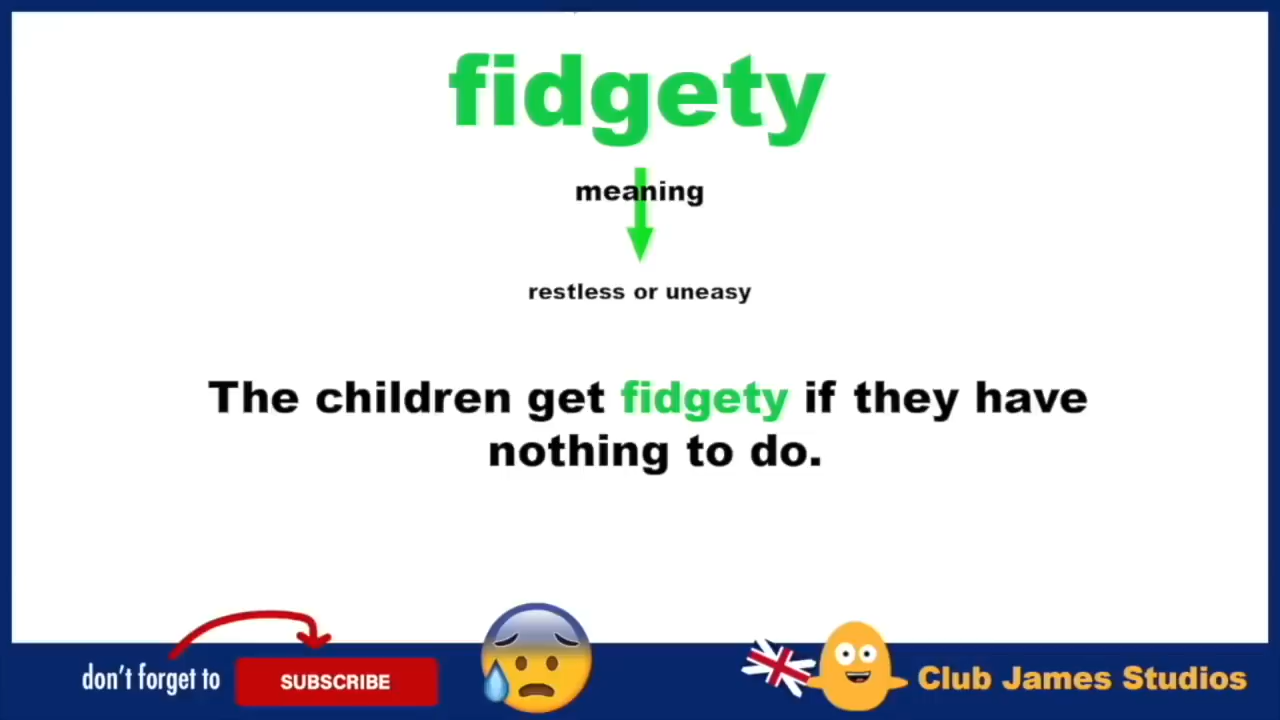 fidgety
meaning
restless or uneasy
The children get fidgety if they have
nothing to do.
don't forget to
SUBSCRIBE
Club James Studios